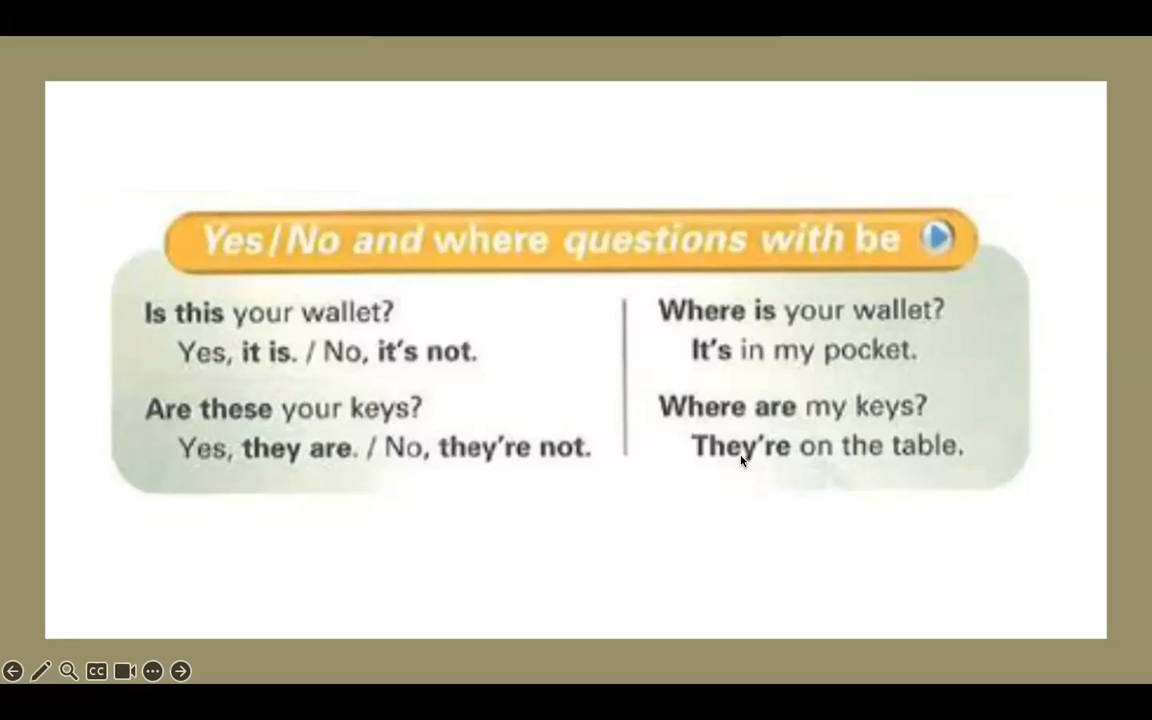 Yes/No and where questions with be
Is this your wallet?
Yes, it is. / No, it's not.
Are these your keys?
Yes, they are. / No, they're not.
Where is your wallet?
It's in my pocket.
Where are my keys?
They're on the table.
CC